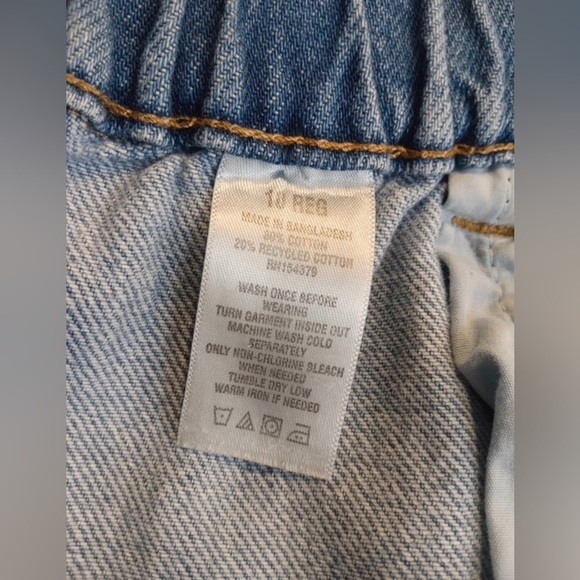 10 REG
MADE IN BANGLADESH
80% COTTON
20% RECYCLED COTTON
RN154379
WASH ONCE BEFORE
WEARING
TURN GARMENT INSIDE OUT
MACHINE WASH COLD
SEPARATELY
ONLY NON-CHLORINE BLEACH
WHEN NEEDED
TUMBLE DRY LOW
WARM IRON IF NEEDED